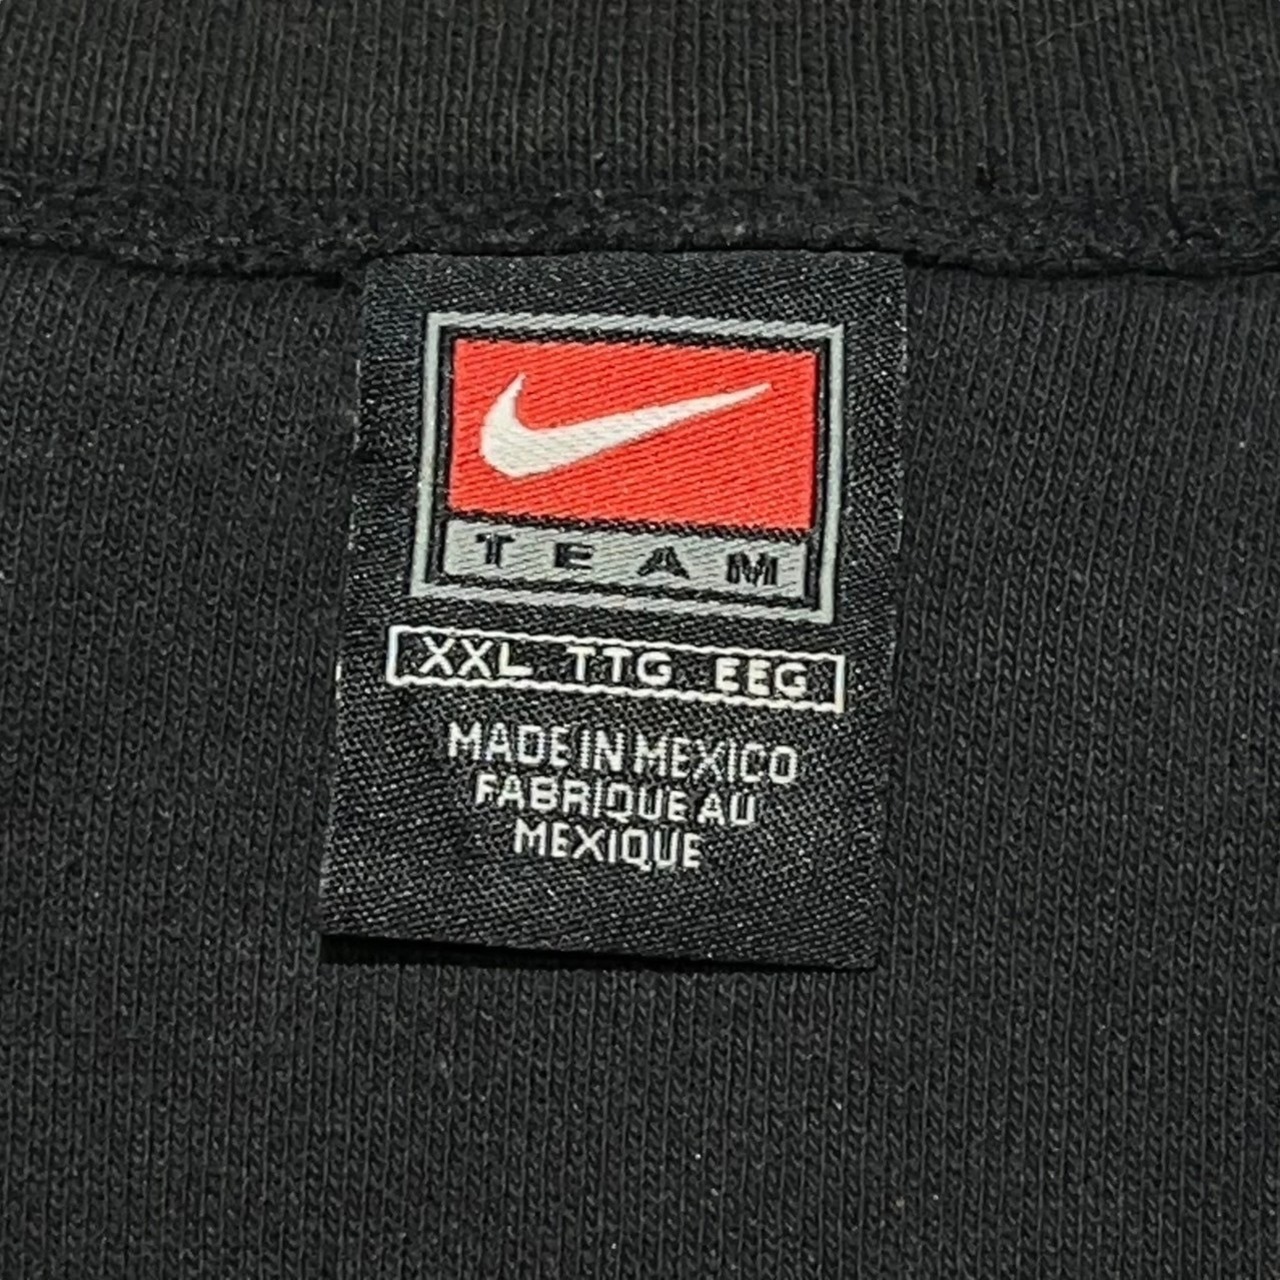 TEAM
XXL TTG EEG
MADE IN MEXICO
FABRIQUE AU
MEXIQUE